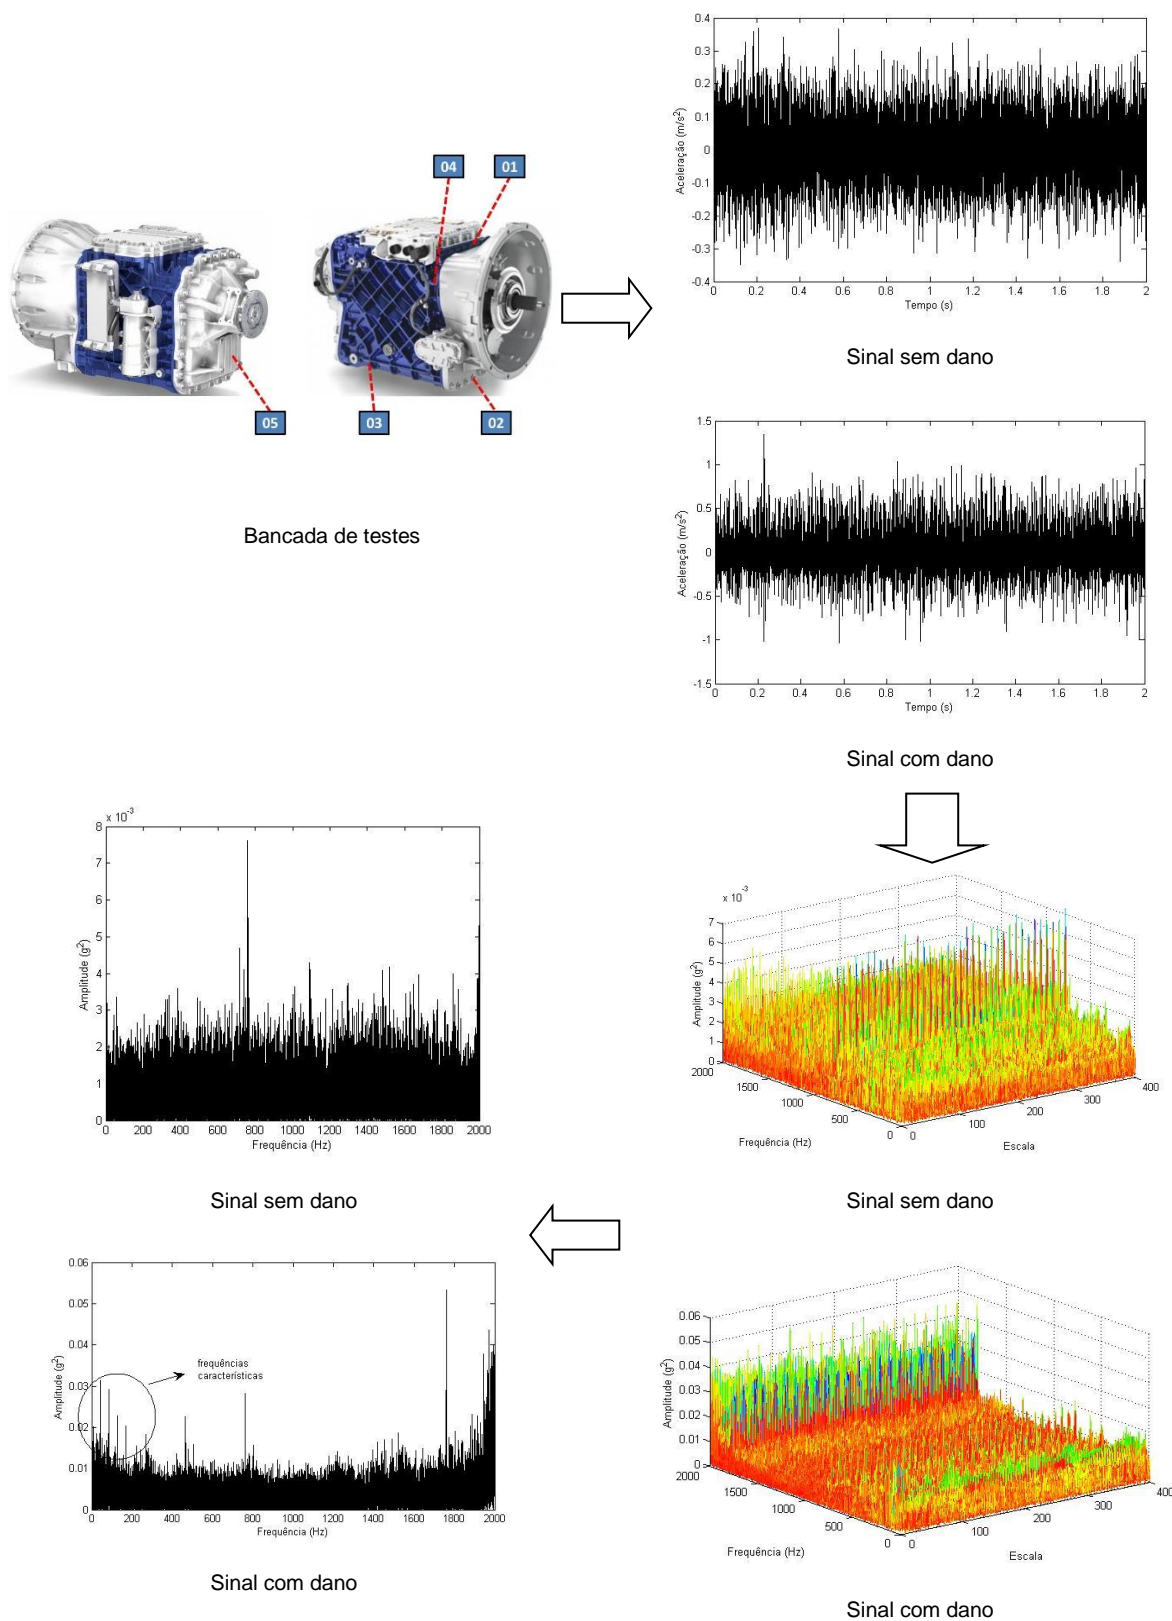 04
01
05
03
02
Bancada de testes
0.4
0.3
0.2
0.1
0
-0.1
-0.2
-0.3
-0.4
Aceleração (m/s²)
0 0.2 0.4 0.6 0.8 1 1.2 1.4 1.6 1.8 2
Tempo (s)
Sinal sem dano
1.5
1
0.5
0
-0.5
-1
-1.5
Aceleração (m/s²)
0 0.2 0.4 0.6 0.8 1 1.2 1.4 1.6 1.8 2
Tempo (s)
Sinal com dano
x 10⁻³
7
6
5
4
3
2
1
0
Amplitude (g²)
2000 1500 1000 500 0
Frequência (Hz)
0 100 200 300 400
Escala
Sinal sem dano
0.06
0.05
0.04
0.03
0.02
0.01
0
Amplitude (g²)
2000 1500 1000 500 0
Frequência (Hz)
0 100 200 300 400
Escala
Sinal com dano
x 10⁻³
8
7
6
5
4
3
2
1
0
Amplitude (g²)
0 200 400 600 800 1000 1200 1400 1600 1800 2000
Frequência (Hz)
Sinal sem dano
0.06
0.05
0.04
0.03
0.02
0.01
0
Amplitude (g²)
frequências
características
0 200 400 600 800 1000 1200 1400 1600 1800 2000
Frequência (Hz)
Sinal com dano